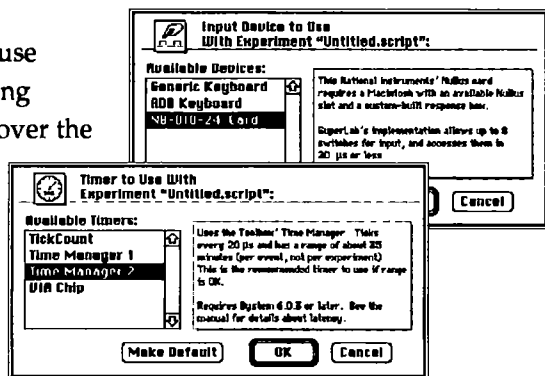 use
ing
over the
Input Device to Use
With Experiment "Untitled.script":
Available Devices:
Generic Keyboard
ADB Keyboard
NB-DIO-24 Card
This National Instruments' NuBus card
requires a Macintosh with an available NuBus
slot and a custom-built response box.
SuperLab's implementation allows up to 8
switches for input, and accesses them in
20 µs or less
Cancel
Timer to Use With
Experiment "Untitled.script":
Available Timers:
TickCount
Time Manager 1
Time Manager 2
VIA Chip
Uses the Toolbox' Time Manager Ticks
every 20 µs and has a range of about 35
minutes (per event, not per experiment)
This is the recommended timer to use if range
is OK.
Requires System 6.0.3 or later. See the
manual for details about latency.
Make Default
OK
Cancel